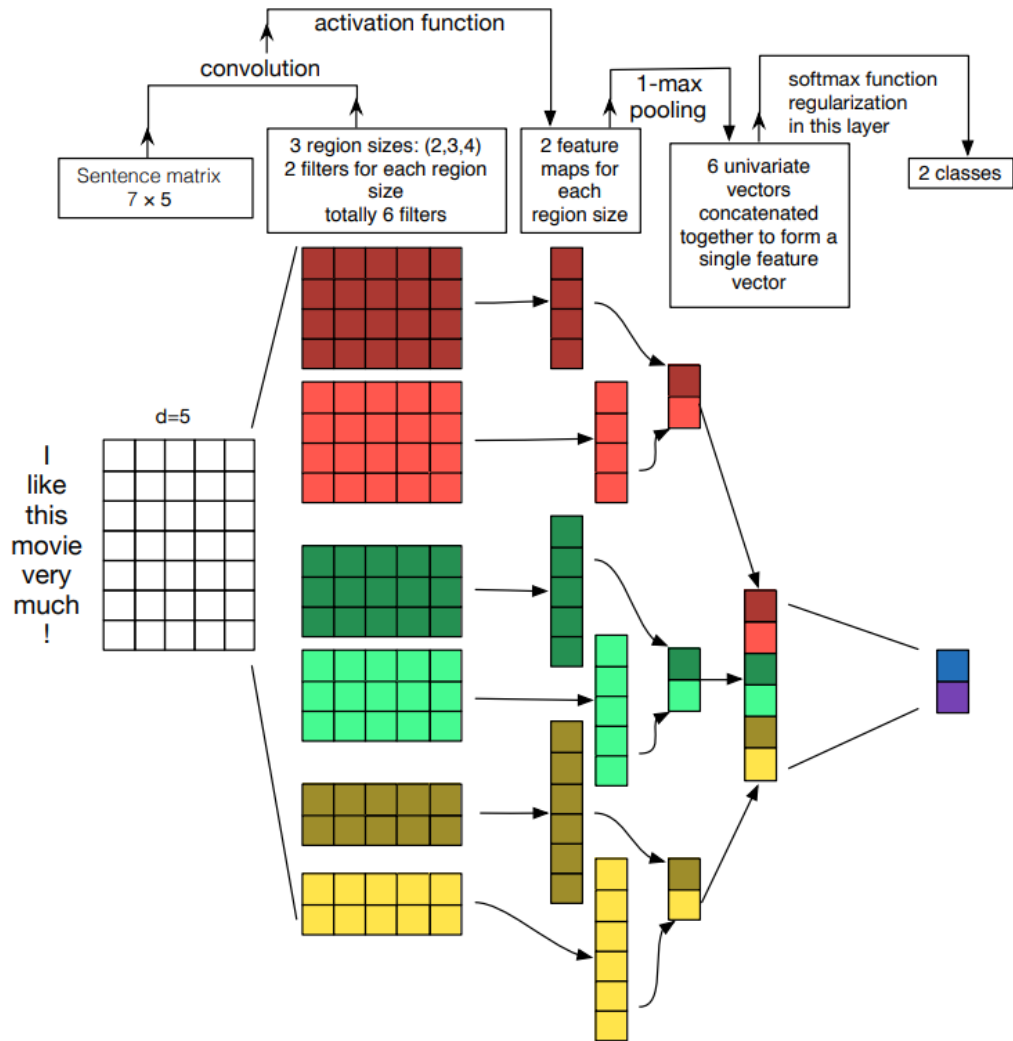 activation function
convolution
1-max
pooling
softmax function
regularization
in this layer
Sentence matrix
7 × 5
3 region sizes: (2,3,4)
2 filters for each region
size
totally 6 filters
2 feature
maps for
each
region size
6 univariate
vectors
concatenated
together to form a
single feature
vector
2 classes
d=5
I
like
this
movie
very
much
!